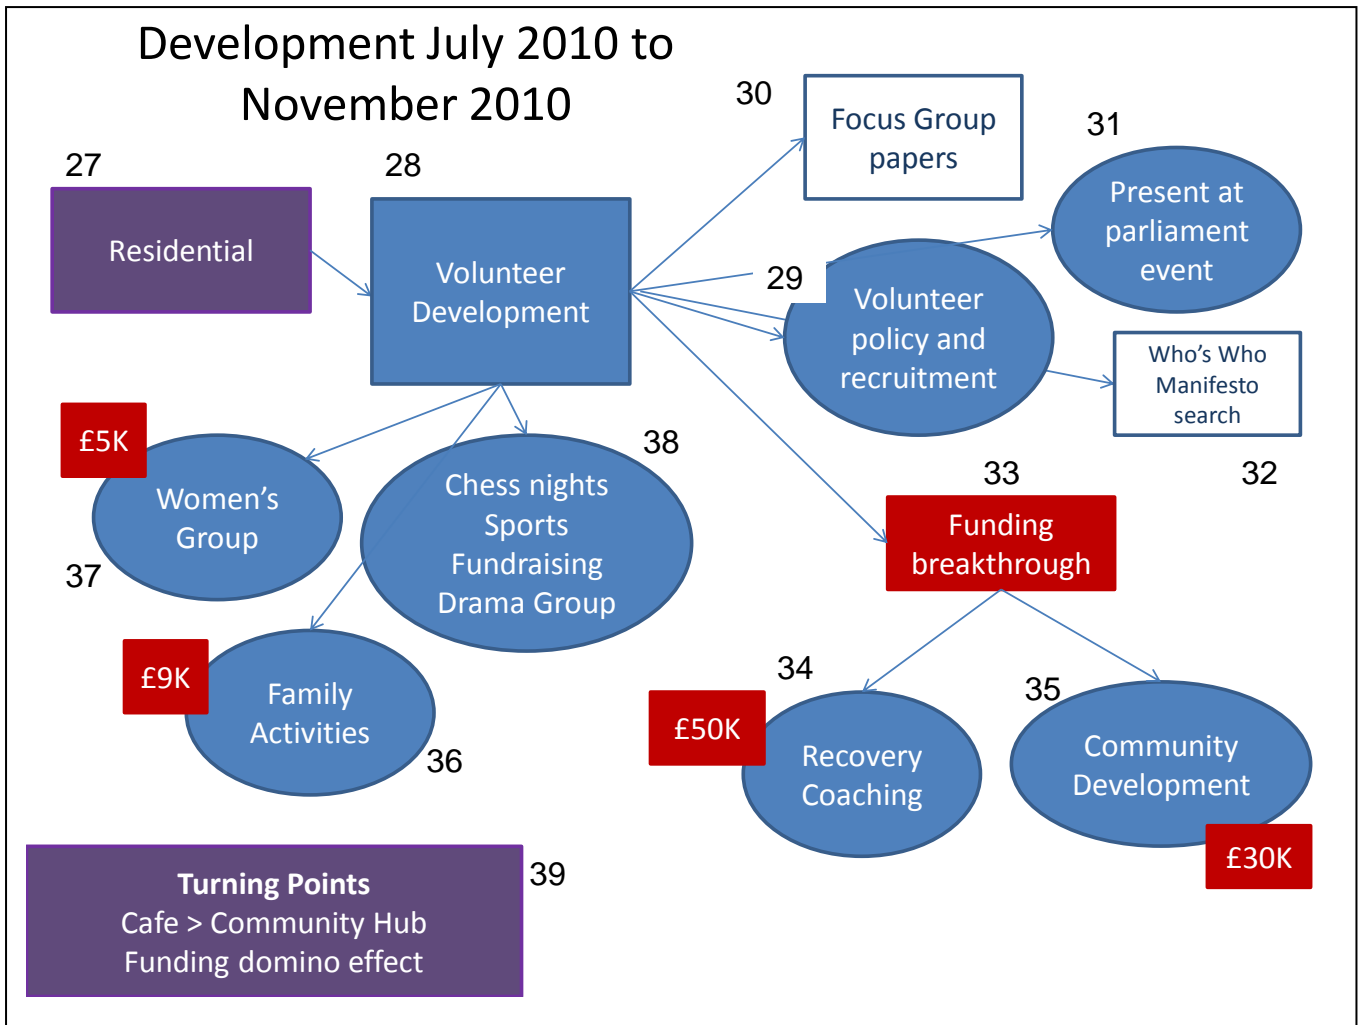 Development July 2010 to
November 2010
27
Residential
28
Volunteer
Development
30
Focus Group
papers
31
Present at
parliament
event
29
Volunteer
policy and
recruitment
Who's Who
Manifesto
search
32
£5K
Women's
Group
37
38
Chess nights
Sports
Fundraising
Drama Group
33
Funding
breakthrough
£9K
Family
Activities
36
34
£50K
Recovery
Coaching
35
Community
Development
£30K
39
Turning Points
Cafe > Community Hub
Funding domino effect